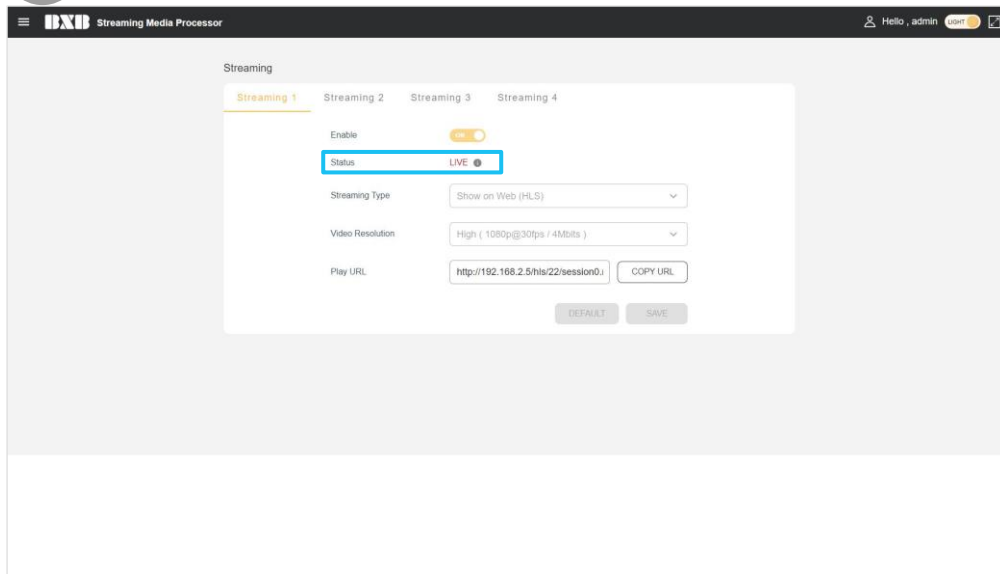 BXB Streaming Media Processor Hello , admin LIGHT
Streaming
Streaming 1 Streaming 2 Streaming 3 Streaming 4
Enable ON
Status LIVE
Streaming Type Show on Web (HLS)
Video Resolution High ( 1080p@30fps / 4Mbits )
Play URL http://192.168.2.5/hls/22/session0. COPY URL
DEFAULT SAVE